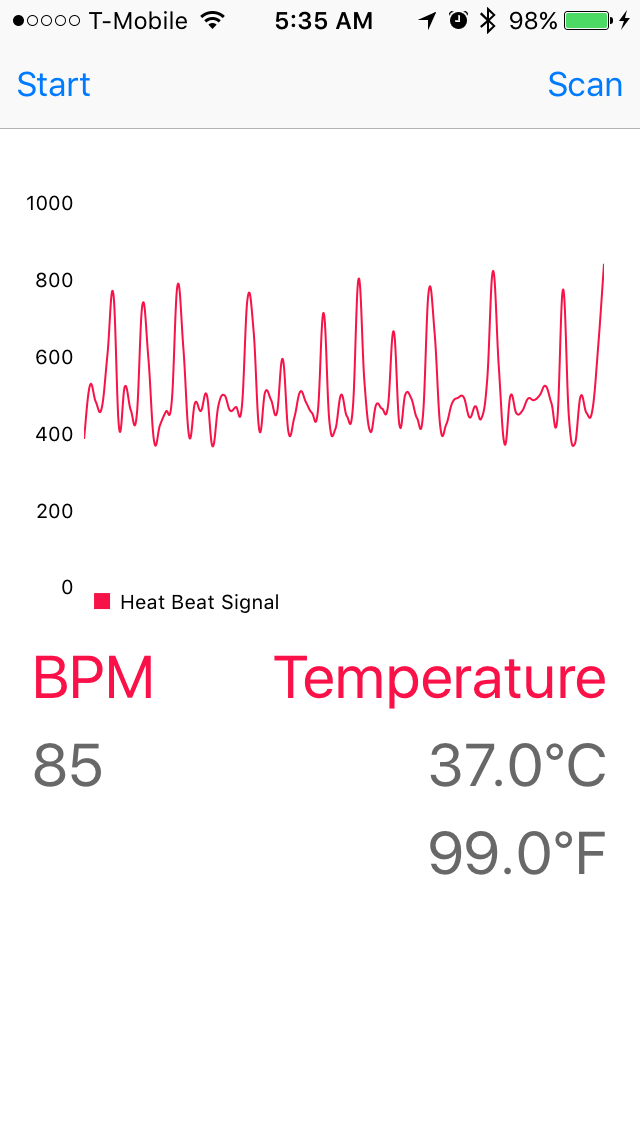 T-Mobile 5:35 AM 98%
Start Scan
1000
800
600
400
200
0
Heat Beat Signal
BPM Temperature
85 37.0°C
99.0°F